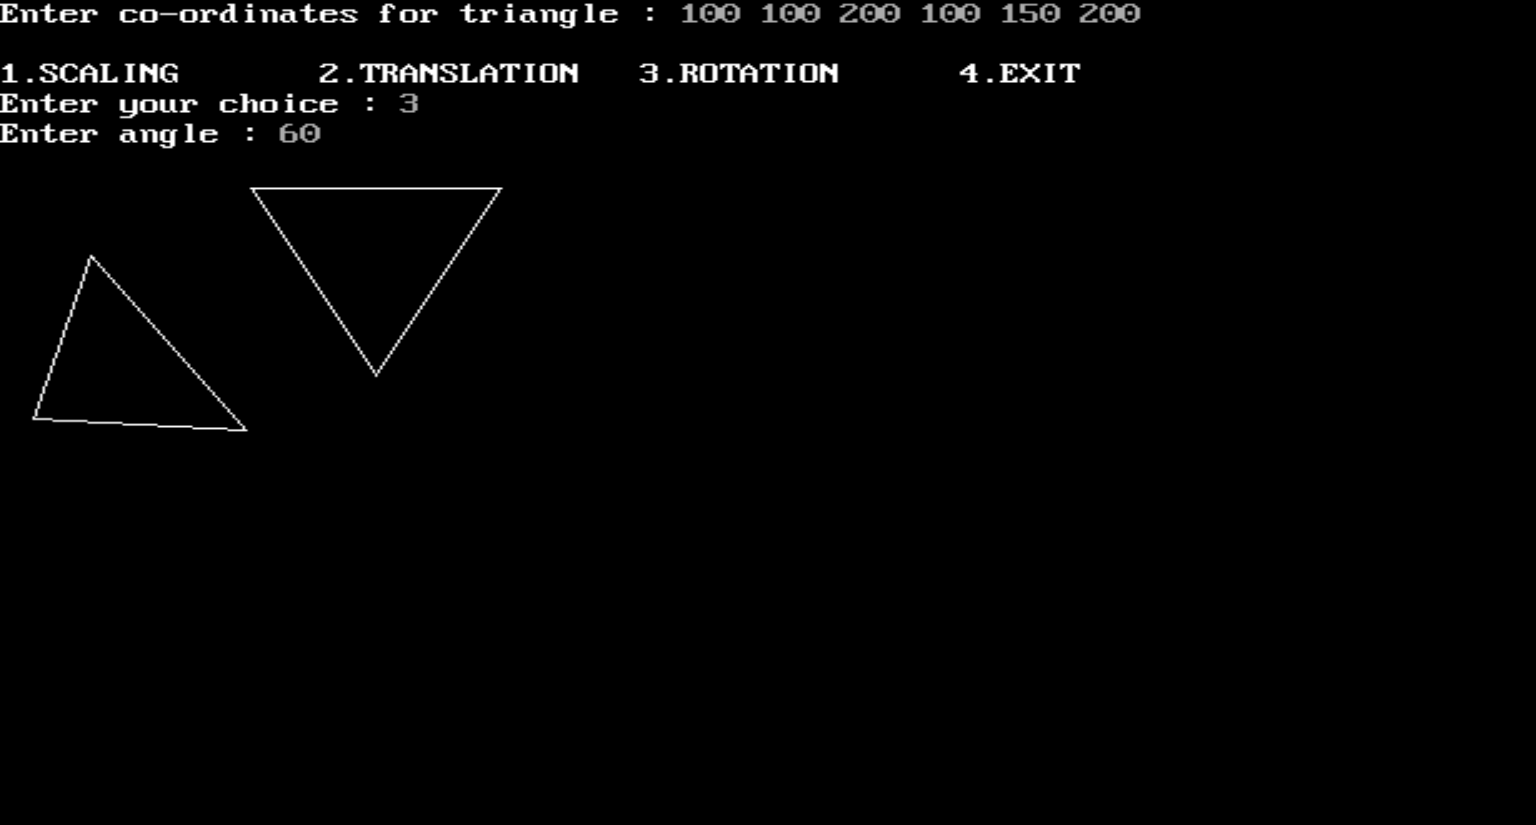 Enter co-ordinates for triangle : 100 100 200 100 150 200
1.SCALING 2.TRANSLATION 3.ROTATION 4.EXIT
Enter your choice : 3
Enter angle : 60